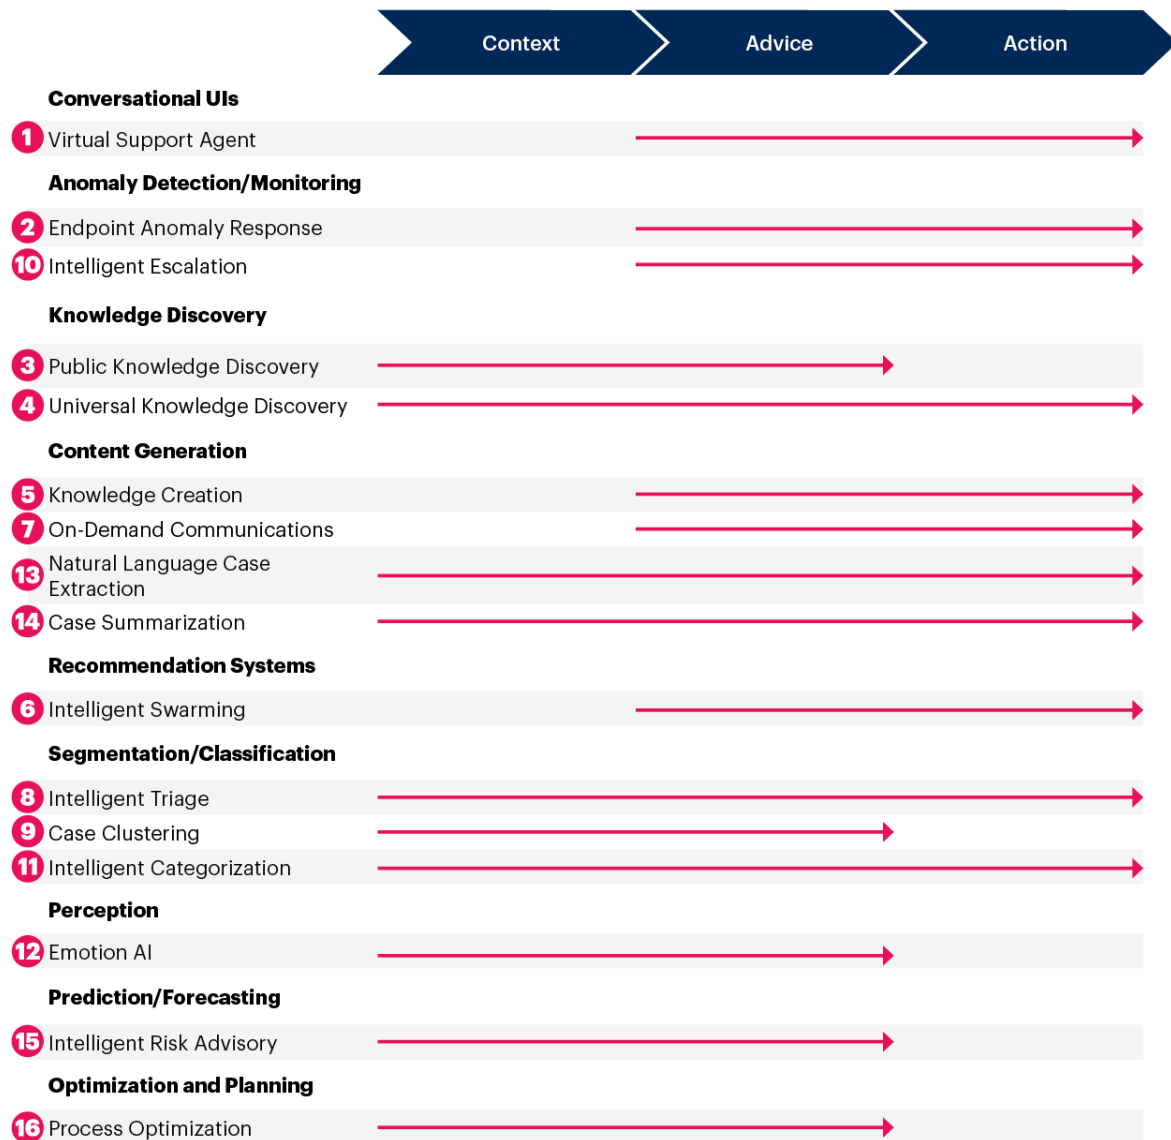 Context Advice Action
Conversational UIs
1 Virtual Support Agent
Anomaly Detection/Monitoring
2 Endpoint Anomaly Response
10 Intelligent Escalation
Knowledge Discovery
3 Public Knowledge Discovery
4 Universal Knowledge Discovery
Content Generation
5 Knowledge Creation
7 On-Demand Communications
13 Natural Language Case
Extraction
14 Case Summarization
Recommendation Systems
6 Intelligent Swarming
Segmentation/Classification
8 Intelligent Triage
9 Case Clustering
11 Intelligent Categorization
Perception
12 Emotion AI
Prediction/Forecasting
15 Intelligent Risk Advisory
Optimization and Planning
16 Process Optimization